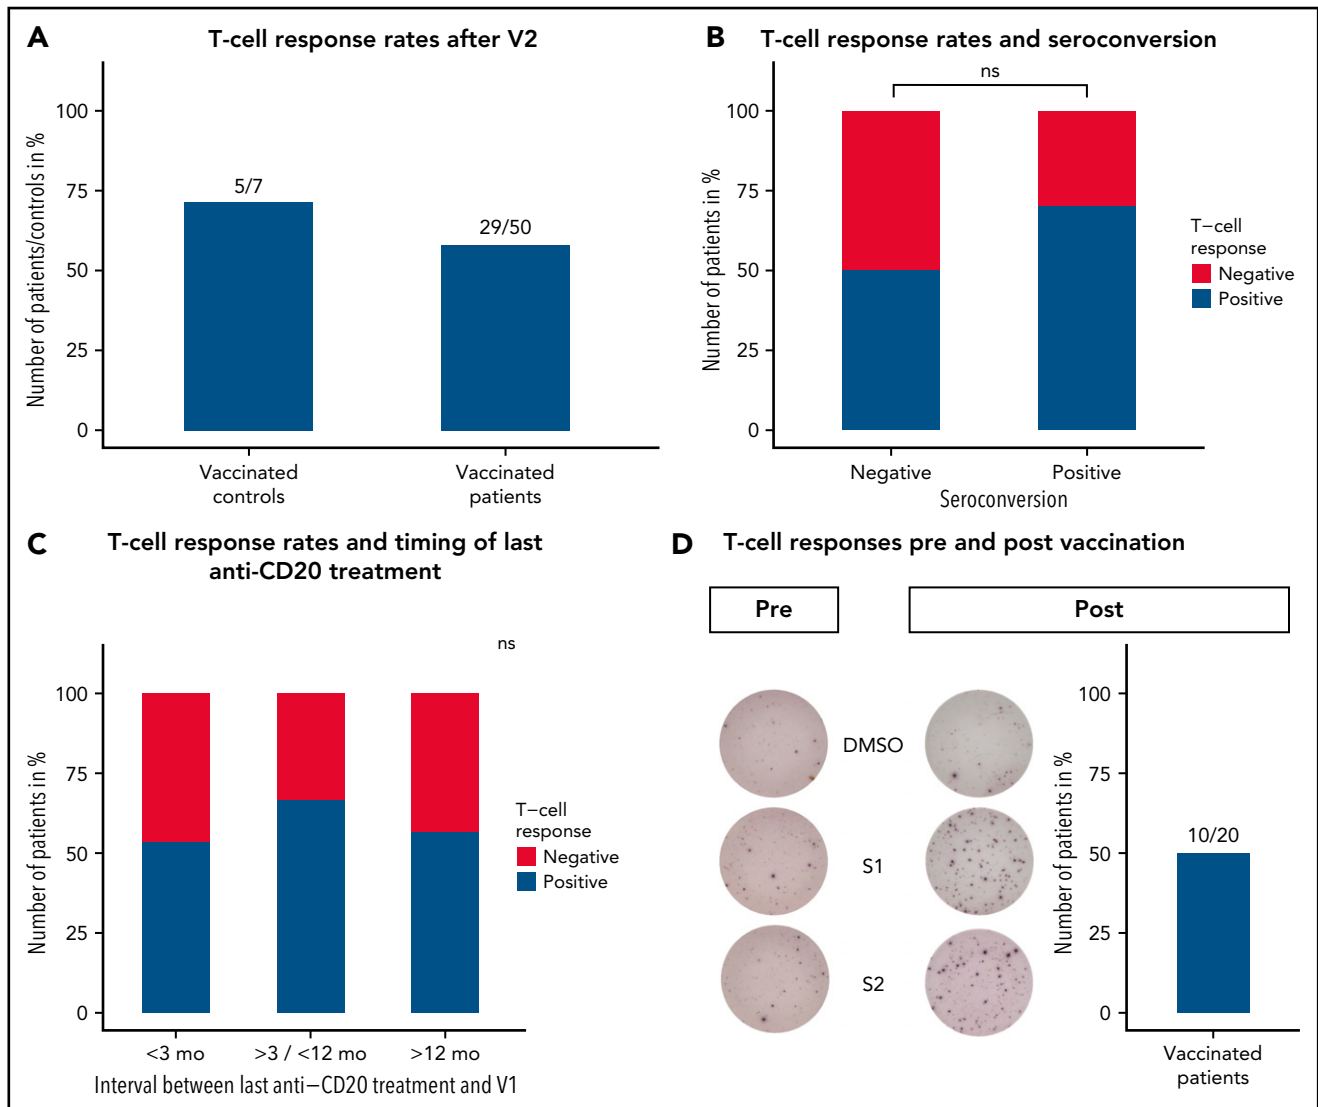 A
T-cell response rates after V2
Number of patients/controls in %
100
75
50
25
0
5/7
29/50
Vaccinated
controls
Vaccinated
patients
B
T-cell response rates and seroconversion
ns
Number of patients in %
100
75
50
25
0
Negative
Positive
Seroconversion
T–cell
response
Negative
Positive
C
T-cell response rates and timing of last
anti-CD20 treatment
ns
Number of patients in %
100
75
50
25
0
<3 mo
>3 / <12 mo
>12 mo
Interval between last anti–CD20 treatment and V1
T–cell
response
Negative
Positive
D
T-cell responses pre and post vaccination
Pre
Post
DMSO
S1
S2
Number of patients in %
100
75
50
25
0
10/20
Vaccinated
patients